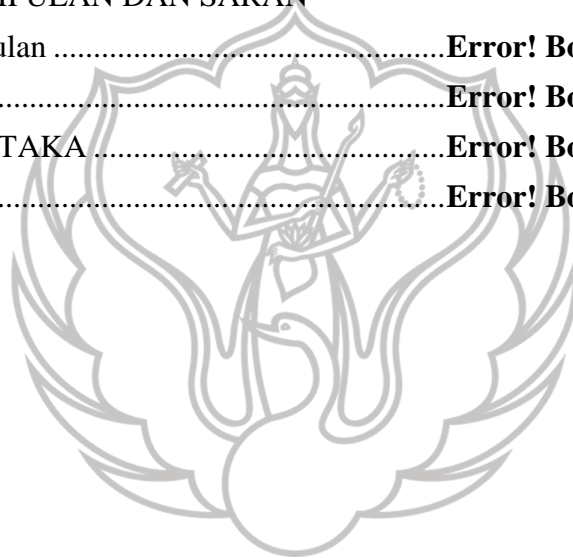 PULAN DAN SARAN
ulan ................................................Error! Bo
.......................................................Error! Bo
TAKA ...........................................Error! Bo
.......................................................Error! Bo